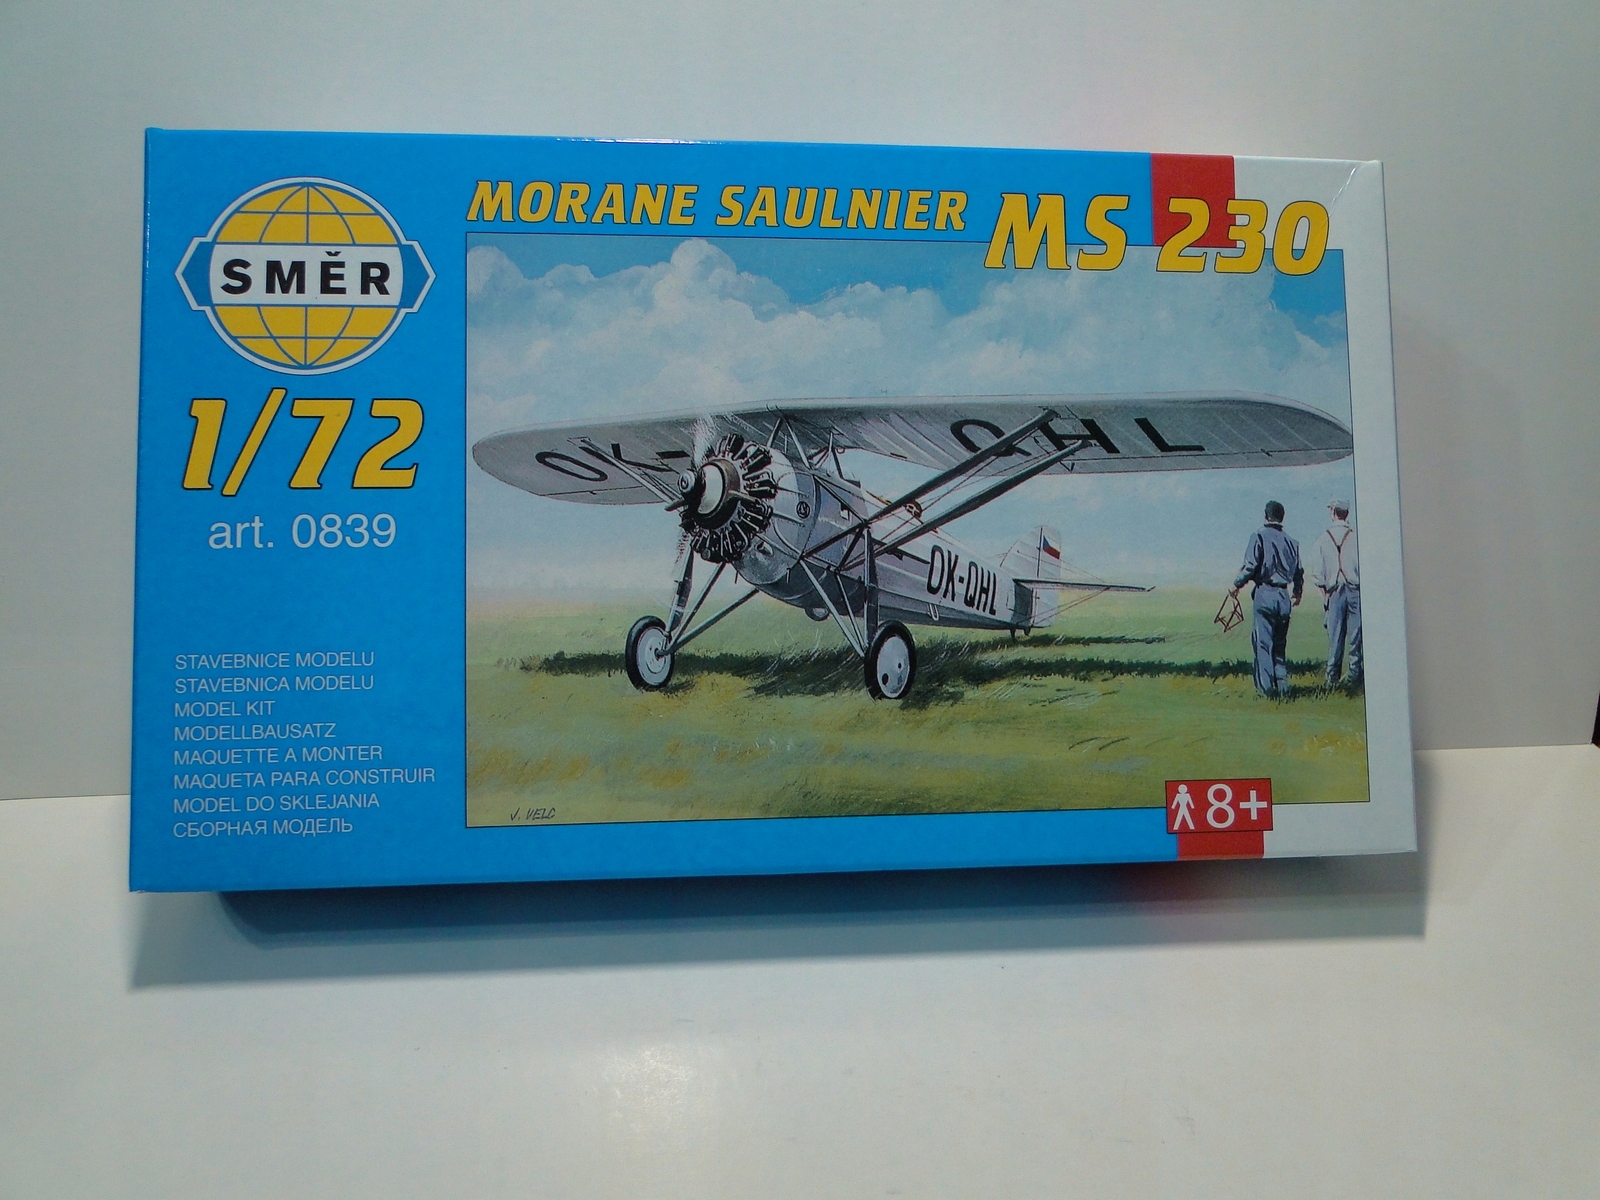 SMĚR
MORANE SAULNIER MS 230
1/72
art. 0839
OK-QHL
OK-QHL
STAVEBNICE MODELU
STAVEBNICA MODELU
MODEL KIT
MODELLBAUSATZ
MAQUETTE A MONTER
MAQUETA PARA CONSTRUIR
MODEL DO SKLEJANIA
СБОРНАЯ МОДЕЛЬ
8+